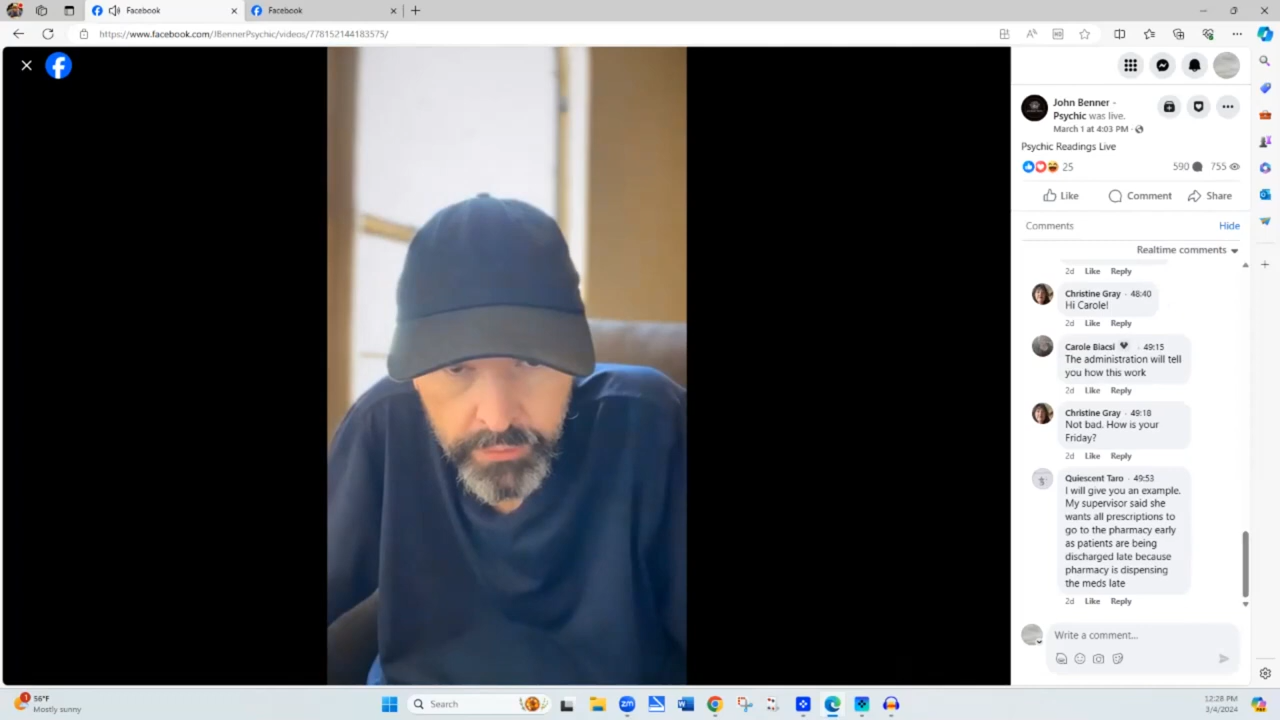 Facebook
Facebook
https://www.facebook.com/JBennerPsychic/videos/778152144183575/
John Benner -
Psychic was live.
March 1 at 4:03 PM ·
Psychic Readings Live
25
590
755
Like
Comment
Share
Comments
Hide
Realtime comments
2d Like Reply
Christine Gray · 48:40
Hi Carole!
2d Like Reply
Carole Biacsi · 49:15
The administration will tell
you how this work
2d Like Reply
Christine Gray · 49:18
Not bad. How is your
Friday?
2d Like Reply
Quiescent Taro · 49:53
I will give you an example.
My supervisor said she
wants all prescriptions to
go to the pharmacy early
as patients are being
discharged late because
pharmacy is dispensing
the meds late
2d Like Reply
Write a comment...
1
56°F
Mostly sunny
Search
zm
12:28 PM
3/4/2024